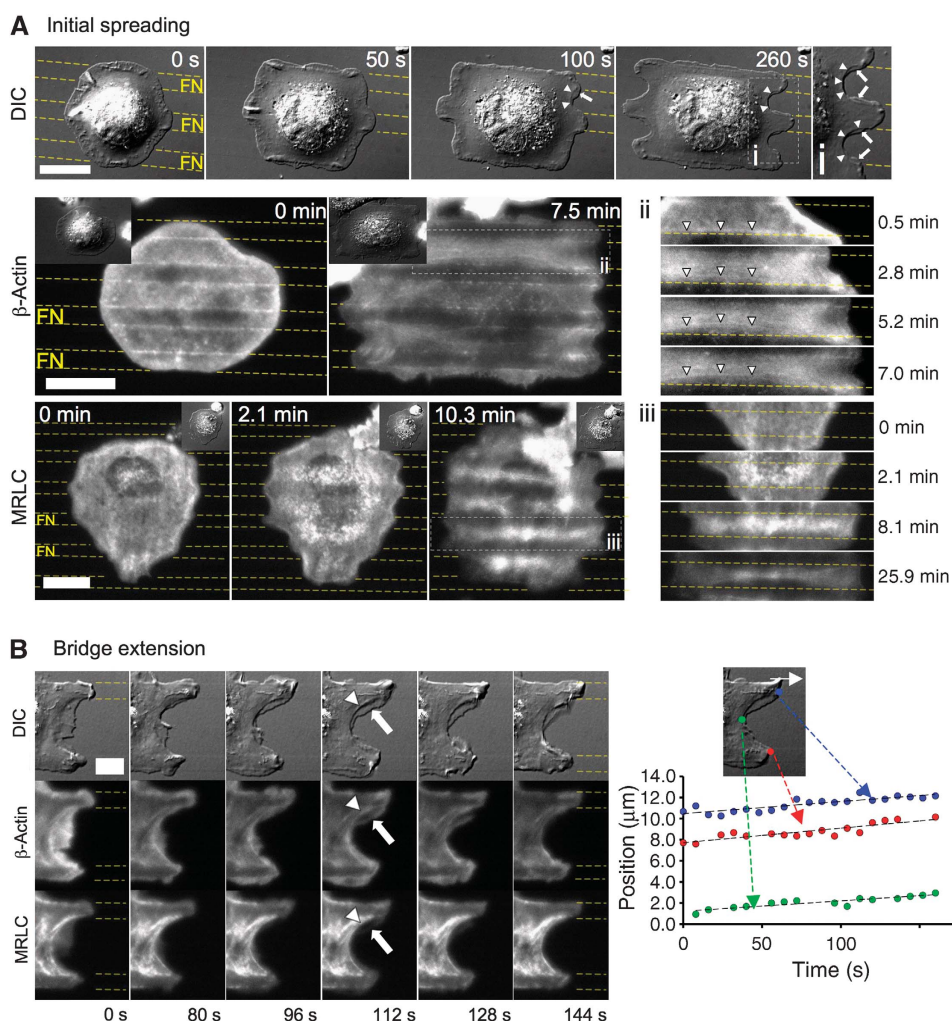 A Initial spreading
DIC
0 s
50 s
100 s
260 s
FN
FN
FN
i
i
β-Actin
0 min
7.5 min
ii
FN
FN
ii
0.5 min
2.8 min
5.2 min
7.0 min
MRLC
0 min
2.1 min
10.3 min
FN
FN
iii
iii
0 min
2.1 min
8.1 min
25.9 min
B Bridge extension
DIC
β-Actin
MRLC
0 s
80 s
96 s
112 s
128 s
144 s
Position (μm)
14.0
12.0
10.0
8.0
6.0
4.0
2.0
0.0
0
50
100
Time (s)